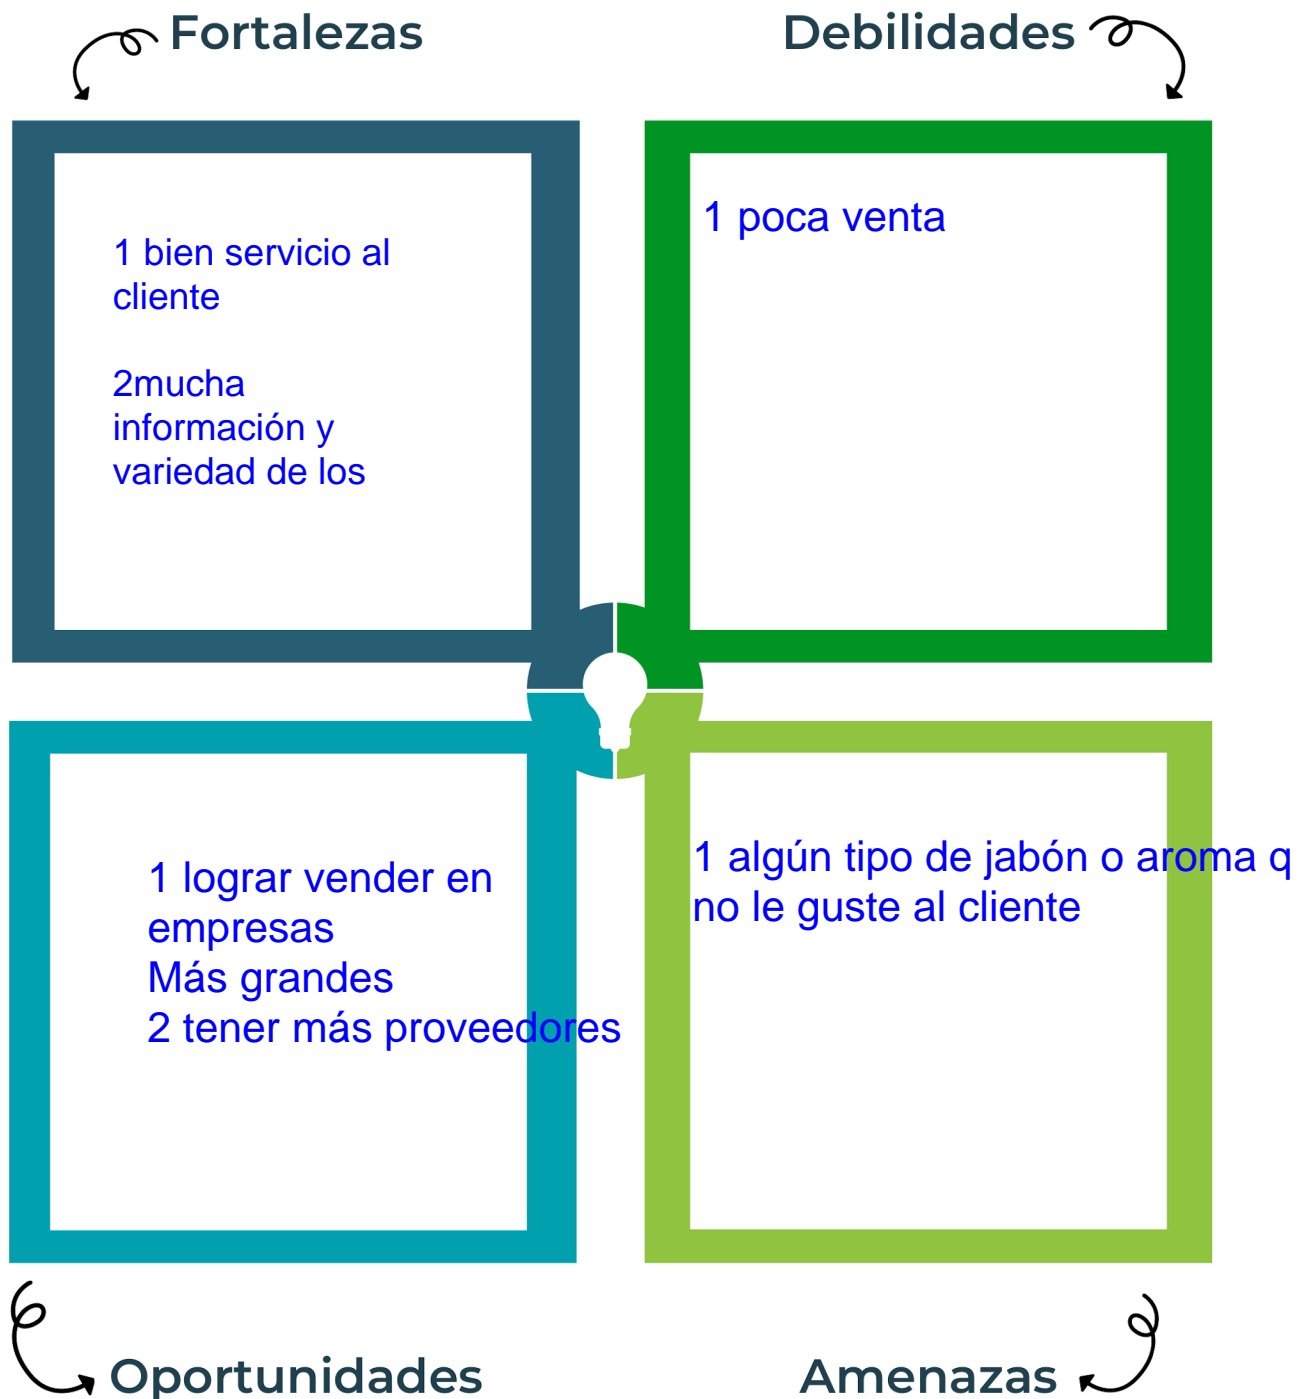 Fortalezas
1 bien servicio al
cliente
2mucha
información y
variedad de los
Debilidades
1 poca venta
1 lograr vender en
empresas
Más grandes
2 tener más proveedores
Oportunidades
1 algún tipo de jabón o aroma q
no le guste al cliente
Amenazas